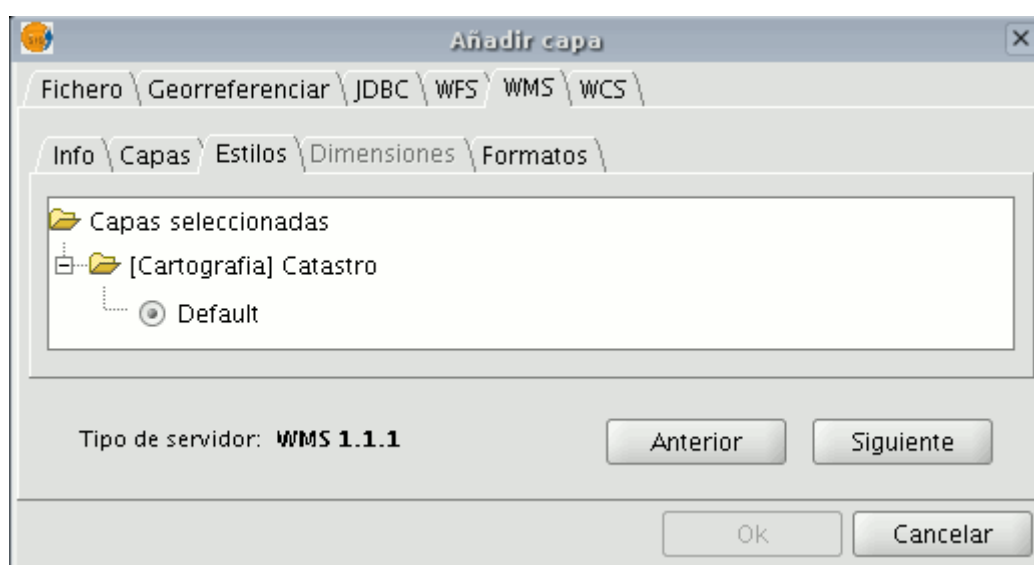 Añadir capa
Fichero Georreferenciar JDBC WFS WMS WCS
Info Capas Estilos Dimensiones Formatos
Capas seleccionadas
[Cartografia] Catastro
Default
Tipo de servidor: WMS 1.1.1 Anterior Siguiente
Ok Cancelar